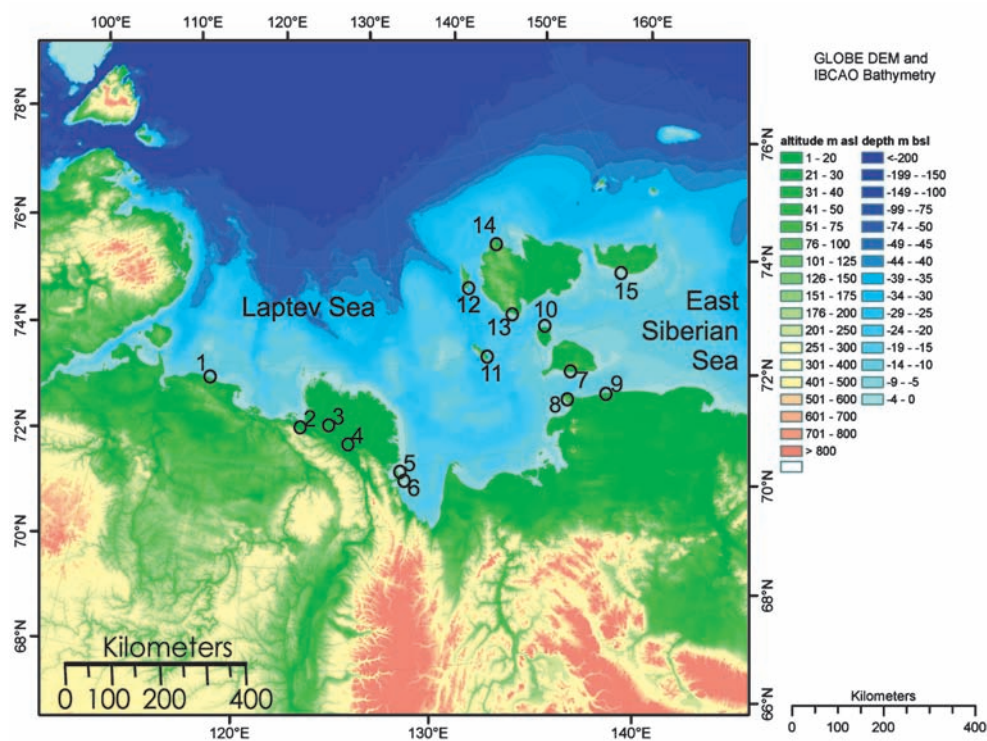 100°E 110°E 120°E 130°E 140°E 150°E 160°E
GLOBE DEM and
IBCAO Bathymetry
78°N
76°N
74°N
72°N
70°N
68°N
76°N
74°N
72°N
70°N
68°N
66°N
Laptev Sea
East
Siberian
Sea
1
2
3
4
5
6
7
8
9
10
11
12
13
14
15
altitude m asl depth m bsl
1 - 20 <-200
21 - 30 -199 - -150
31 - 40 -149 - -100
41 - 50 -99 - -75
51 - 75 -74 - -50
76 - 100 -49 - -45
101 - 125 -44 - -40
126 - 150 -39 - -35
151 - 175 -34 - -30
176 - 200 -29 - -25
201 - 250 -24 - -20
251 - 300 -19 - -15
301 - 400 -14 - -10
401 - 500 -9 - -5
501 - 600 -4 - 0
601 - 700
701 - 800
> 800
Kilometers
0 100 200 400
Kilometers
0 100 200 400
120°E 130°E 140°E